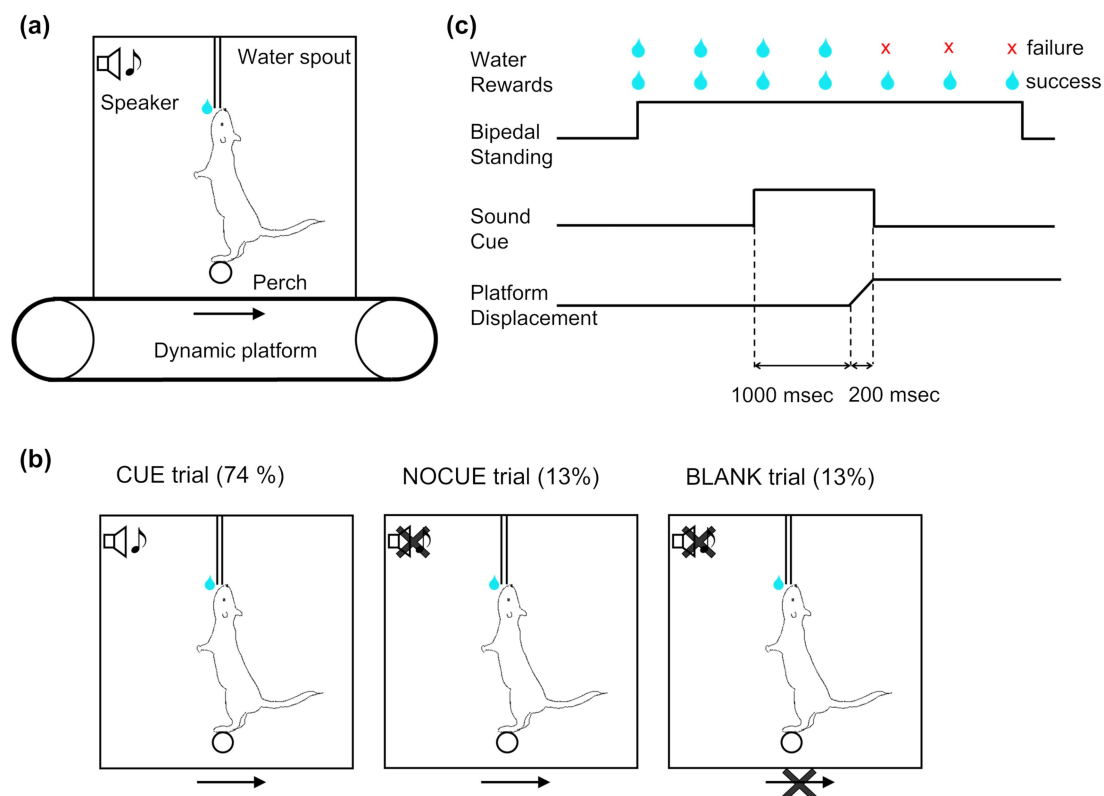 (a)
Water spout
Speaker
Perch
Dynamic platform
(c)
Water
Rewards
x x x failure
success
Bipedal
Standing
Sound
Cue
Platform
Displacement
1000 msec 200 msec
(b)
CUE trial (74 %) NOCUE trial (13%) BLANK trial (13%)